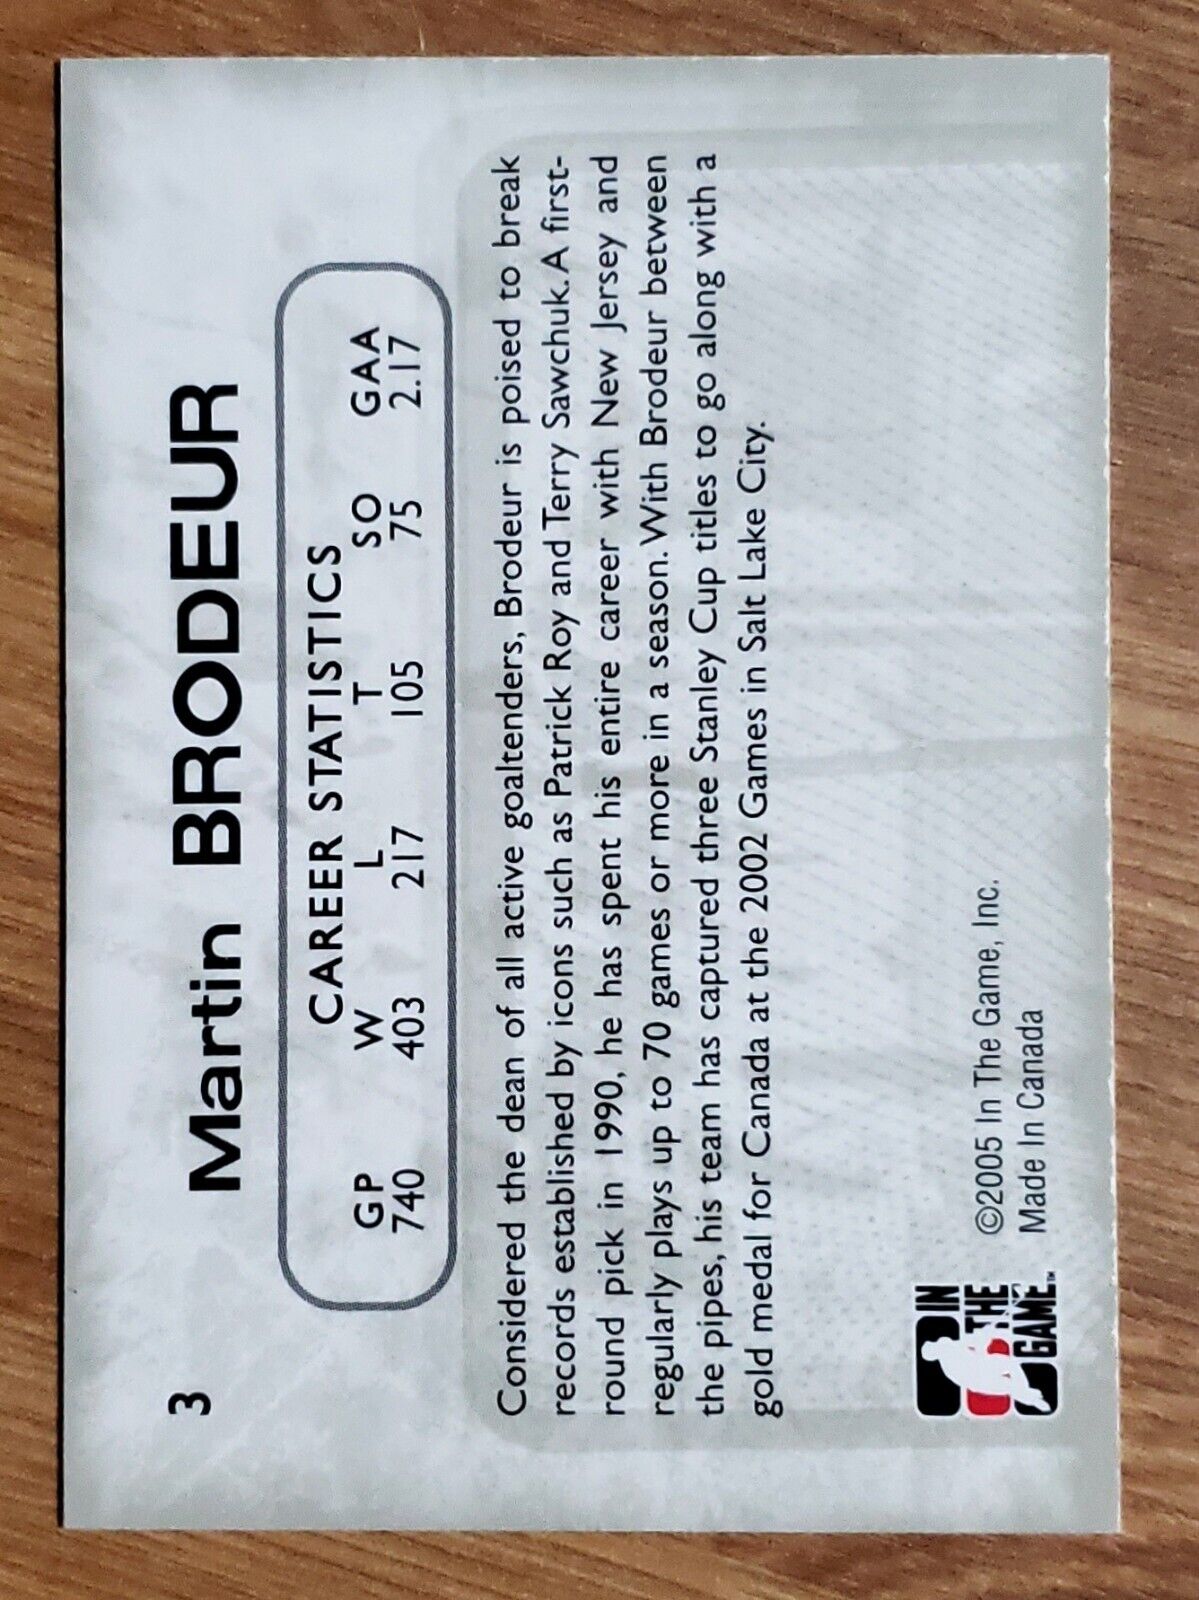 3
Martin BRODEUR
CAREER STATISTICS
GP W L T SO GAA
740 403 217 105 75 2.17
Considered the dean of all active goaltenders, Brodeur is poised to break
records established by icons such as Patrick Roy and Terry Sawchuk. A first-
round pick in 1990, he has spent his entire career with New Jersey and
regularly plays up to 70 games or more in a season. With Brodeur between
the pipes, his team has captured three Stanley Cup titles to go along with a
gold medal for Canada at the 2002 Games in Salt Lake City.
IN
THE
GAME™
©2005 In The Game, Inc.
Made In Canada